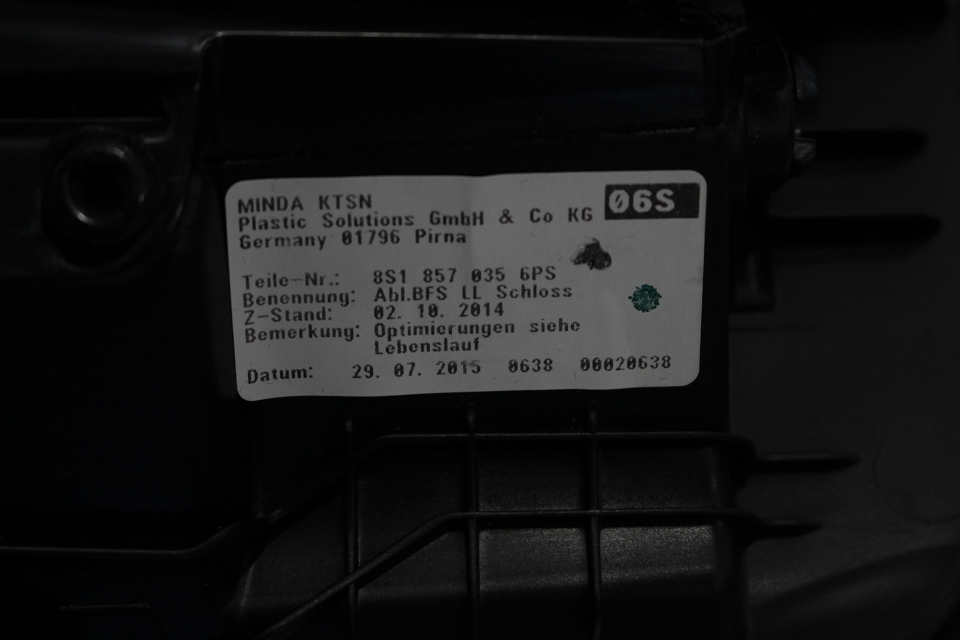 MINDA KTSN
Plastic Solutions GmbH & Co KG
Germany 01796 Pirna
06S
Teile-Nr.: 8S1 857 035 6PS
Benennung: Abl.BFS LL Schloss
Z-Stand: 02. 10. 2014
Bemerkung: Optimierungen siehe
Lebenslauf
Datum: 29. 07. 2015 0638 00020638